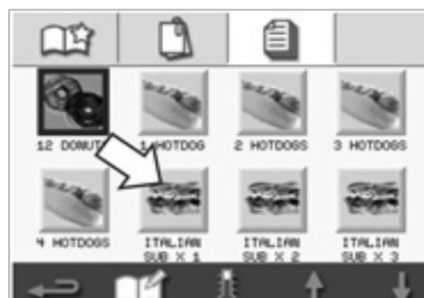 12 DONUTS 1 HOTDOG 2 HOTDOGS 3 HOTDOGS
4 HOTDOGS ITALIAN ITALIAN ITALIAN
SUB X 1 SUB X 2 SUB X 3